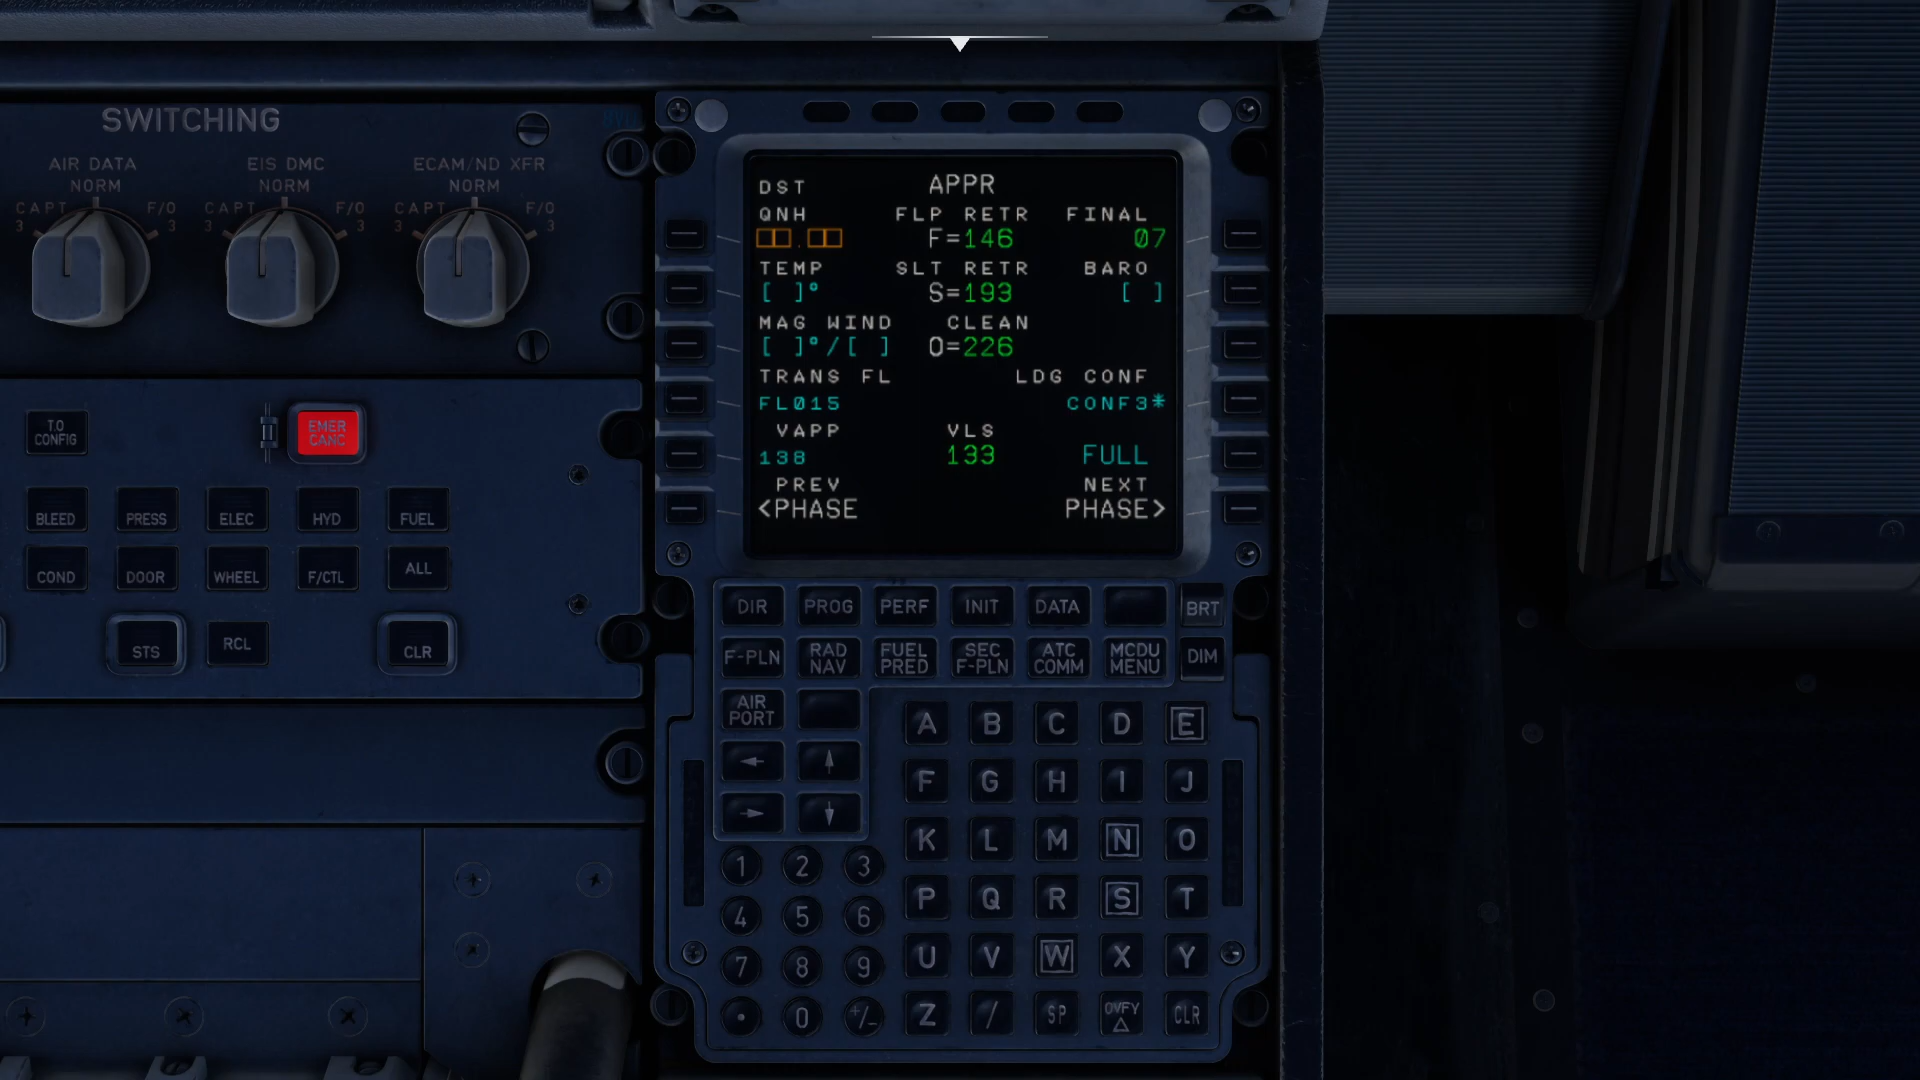 SWITCHING
AIR DATA EIS DMC ECAM/ND XFR
NORM NORM NORM
CAPT F/O CAPT F/O CAPT F/O
3 3 3 3 3 3
T.O
CONFIG
EMER
CANC
BLEED PRESS ELEC HYD FUEL
COND DOOR WHEEL F/CTL ALL
STS RCL CLR
DST APPR
QNH FLP RETR FINAL
□□.□□ F=146 07
TEMP SLT RETR BARO
[ ]° S=193 [ ]
MAG WIND CLEAN
[ ]°/[ ] O=226
TRANS FL LDG CONF
FL015 CONF3*
VAPP VLS
138 133 FULL
PREV NEXT
<PHASE PHASE>
DIR PROG PERF INIT DATA BRT
F-PLN RAD NAV FUEL PRED SEC F-PLN ATC COMM MCDU MENU DIM
AIR PORT
← ↑
→ ↓
A B C D E
F G H I J
K L M N O
P Q R S T
U V W X Y
Z / SP OVFY △ CLR
1 2 3
4 5 6
7 8 9
. 0 +/-